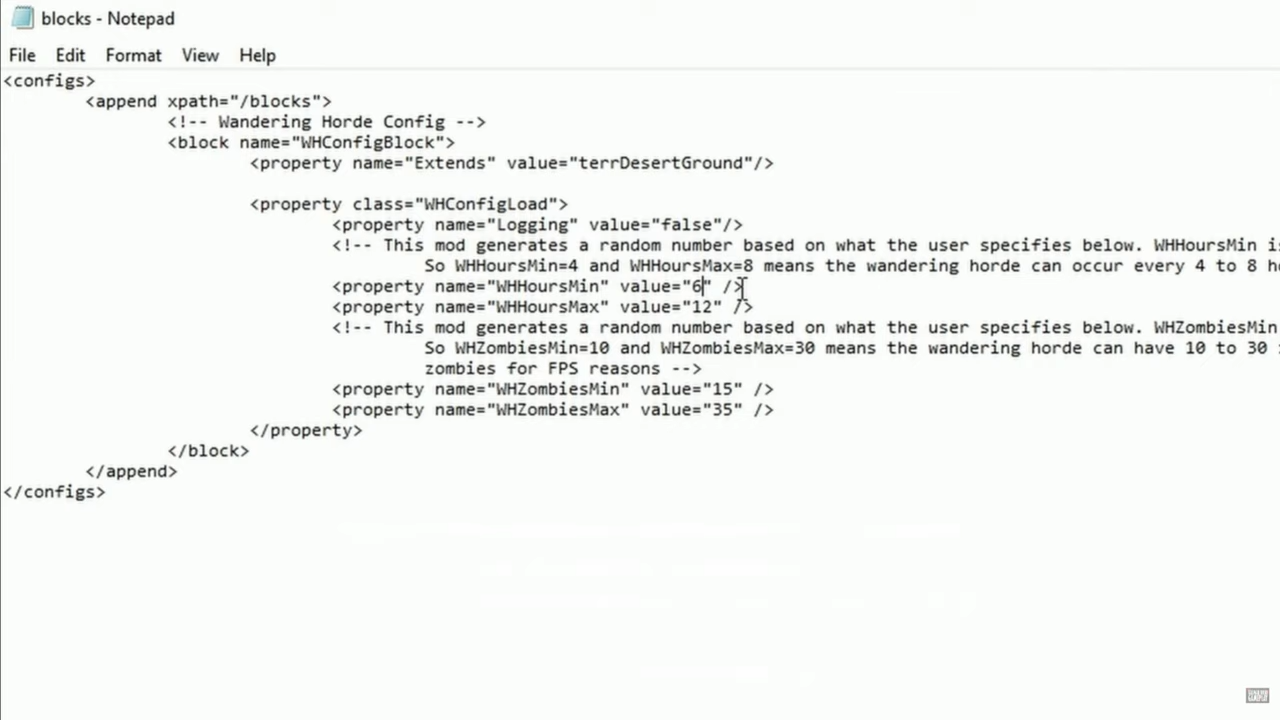 blocks - Notepad
File Edit Format View Help
<configs>
<append xpath="/blocks">
<!-- Wandering Horde Config -->
<block name="WHConfigBlock">
<property name="Extends" value="terrDesertGround"/>
<property class="WHConfigLoad">
<property name="Logging" value="false"/>
<!-- This mod generates a random number based on what the user specifies below. WHHoursMin
So WHHoursMin=4 and WHHoursMax=8 means the wandering horde can occur every 4 to 8
<property name="WHHoursMin" value="6" />
<property name="WHHoursMax" value="12" />
<!-- This mod generates a random number based on what the user specifies below. WHZombiesMin
So WHZombiesMin=10 and WHZombiesMax=30 means the wandering horde can have 10 to 30
zombies for FPS reasons -->
<property name="WHZombiesMin" value="15" />
<property name="WHZombiesMax" value="35" />
</property>
</block>
</append>
</configs>